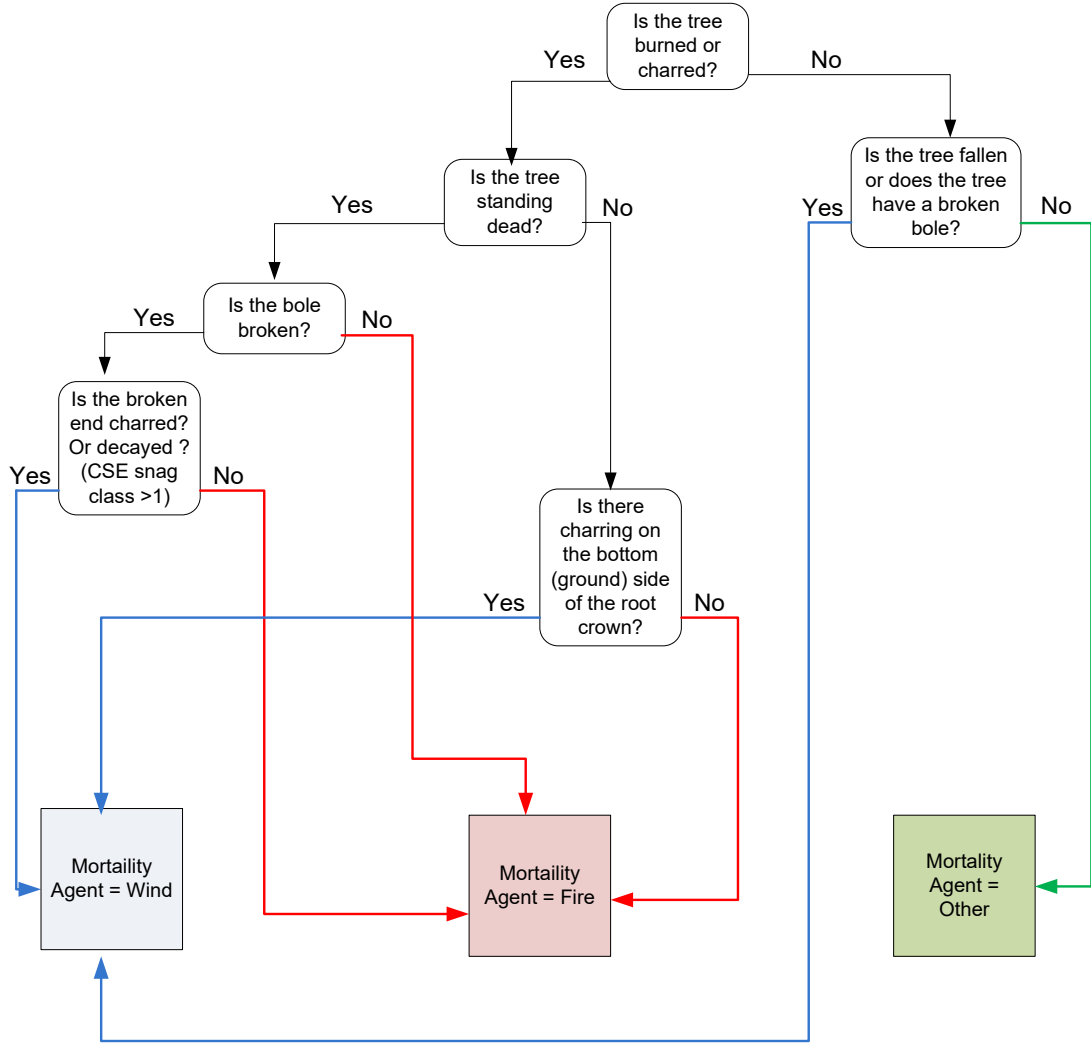 Is the tree
burned or
charred?
Yes
No
Is the tree fallen
or does the tree
have a broken
bole?
Is the tree
standing
dead?
Yes
No
Yes
No
Is the bole
broken?
Yes
No
Is the broken
end charred?
Or decayed ?
(CSE snag
class >1)
Yes
No
Is there
charring on
the bottom
(ground) side
of the root
crown?
Yes
No
Mortaility
Agent = Wind
Mortaility
Agent = Fire
Mortality
Agent =
Other